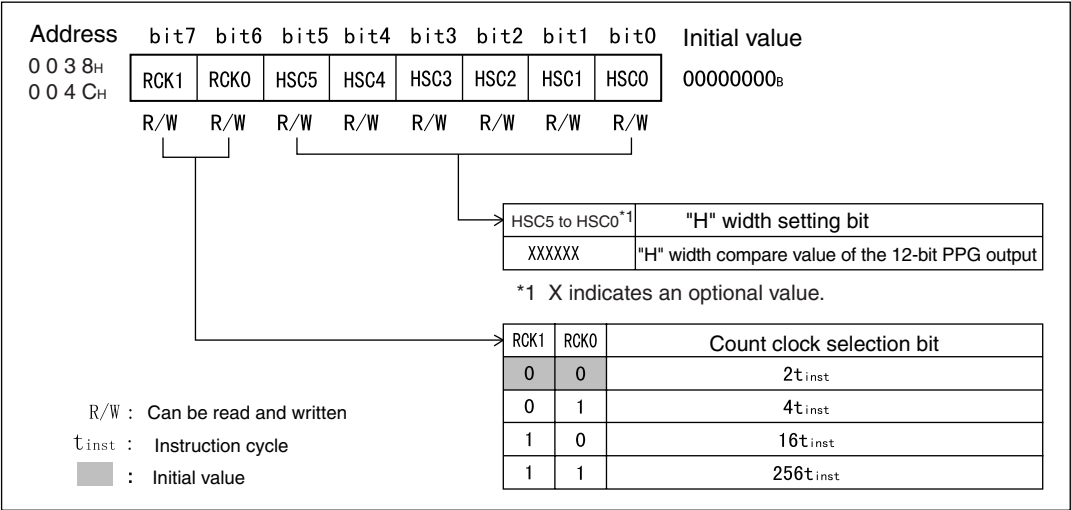 Address bit7 bit6 bit5 bit4 bit3 bit2 bit1 bit0 Initial value
0038H RCK1 RCK0 HSC5 HSC4 HSC3 HSC2 HSC1 HSC0 00000000B
004CH
R/W R/W R/W R/W R/W R/W R/W R/W
HSC5 to HSC0*1 "H" width setting bit
XXXXXX "H" width compare value of the 12-bit PPG output
*1 X indicates an optional value.
RCK1 RCK0 Count clock selection bit
0 0 2tinst
0 1 4tinst
1 0 16tinst
1 1 256tinst
R/W : Can be read and written
tinst : Instruction cycle
: Initial value